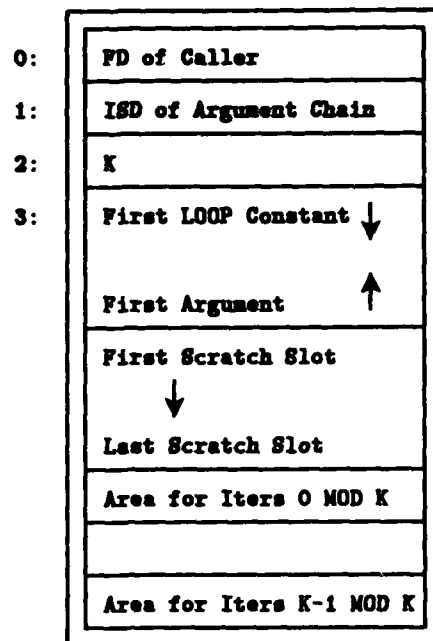 0: FD of Caller
1: ISD of Argument Chain
2: K
3: First LOOP Constant
First Argument
First Scratch Slot
Last Scratch Slot
Area for Iters 0 MOD K
Area for Iters K-1 MOD K